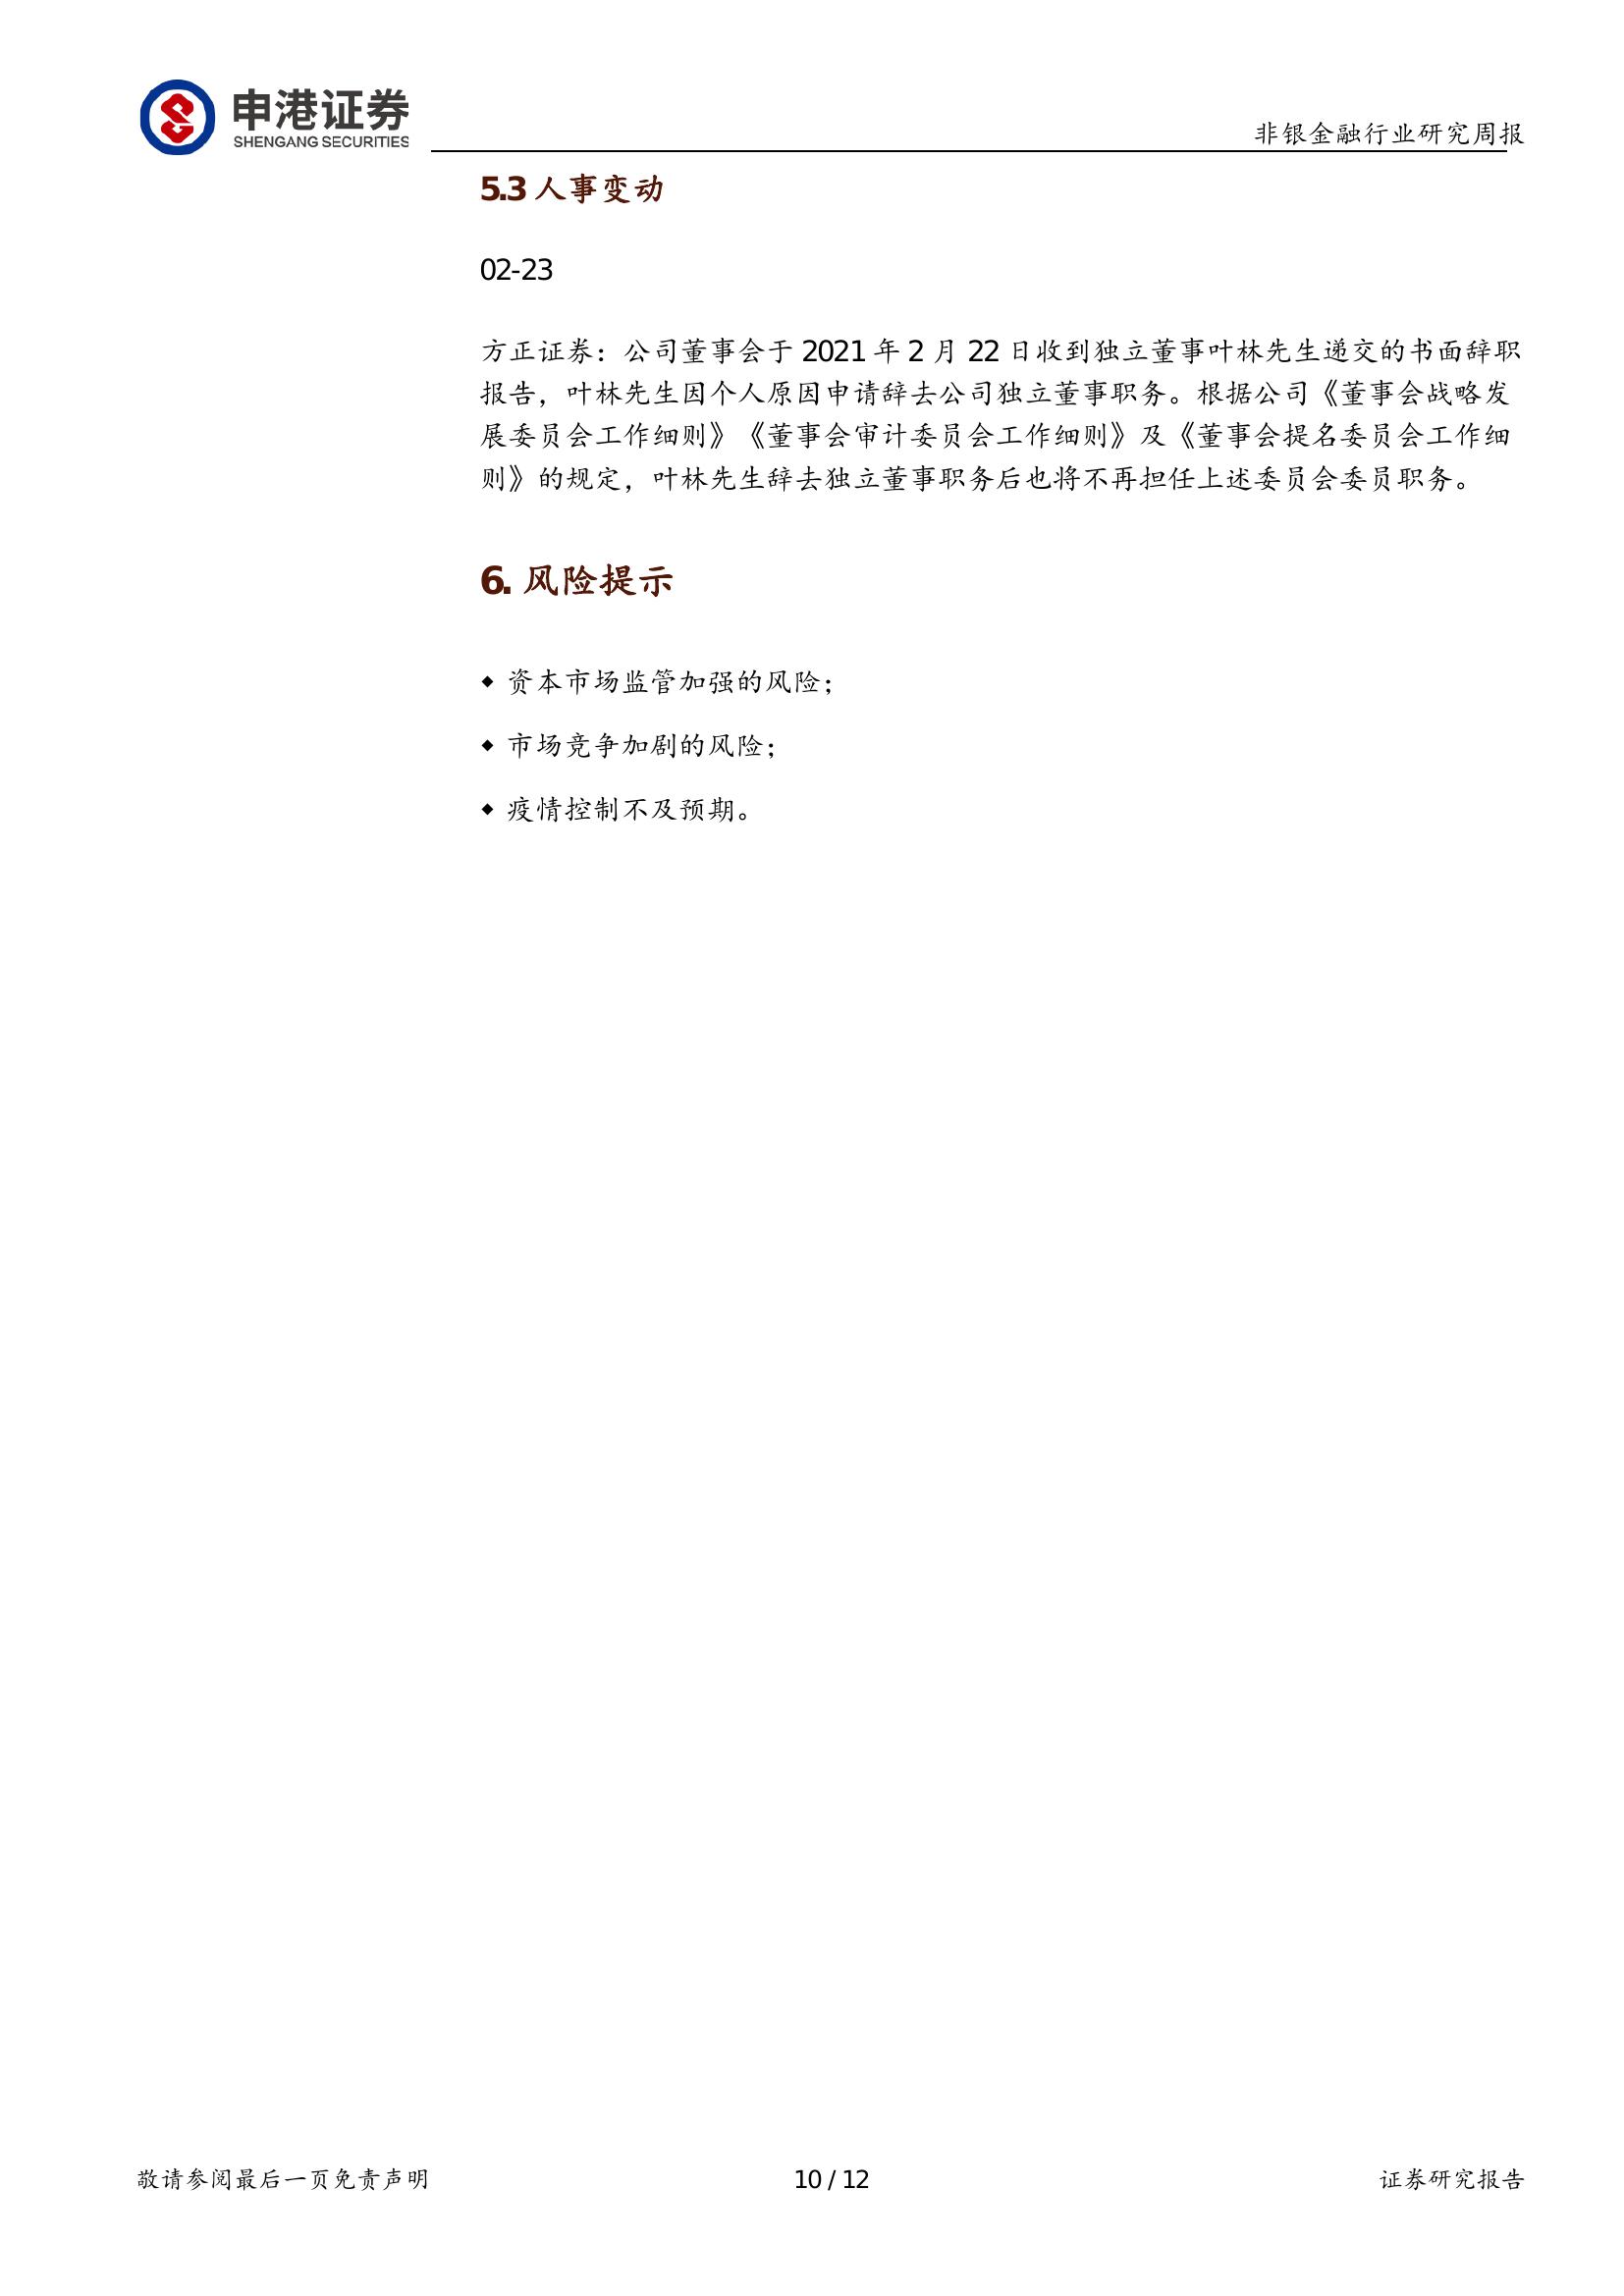 申港证券
SHENGANG SECURITIES
非银金融行业研究周报
5.3 人事变动
02-23
方正证券：公司董事会于 2021 年 2 月 22 日收到独立董事叶林先生递交的书面辞职
报告，叶林先生因个人原因申请辞去公司独立董事职务。根据公司《董事会战略发
展委员会工作细则》《董事会审计委员会工作细则》及《董事会提名委员会工作细
则》的规定，叶林先生辞去独立董事职务后也将不再担任上述委员会委员职务。
6. 风险提示
◆ 资本市场监管加强的风险；
◆ 市场竞争加剧的风险；
◆ 疫情控制不及预期。
敬请参阅最后一页免责声明
10 / 12
证券研究报告